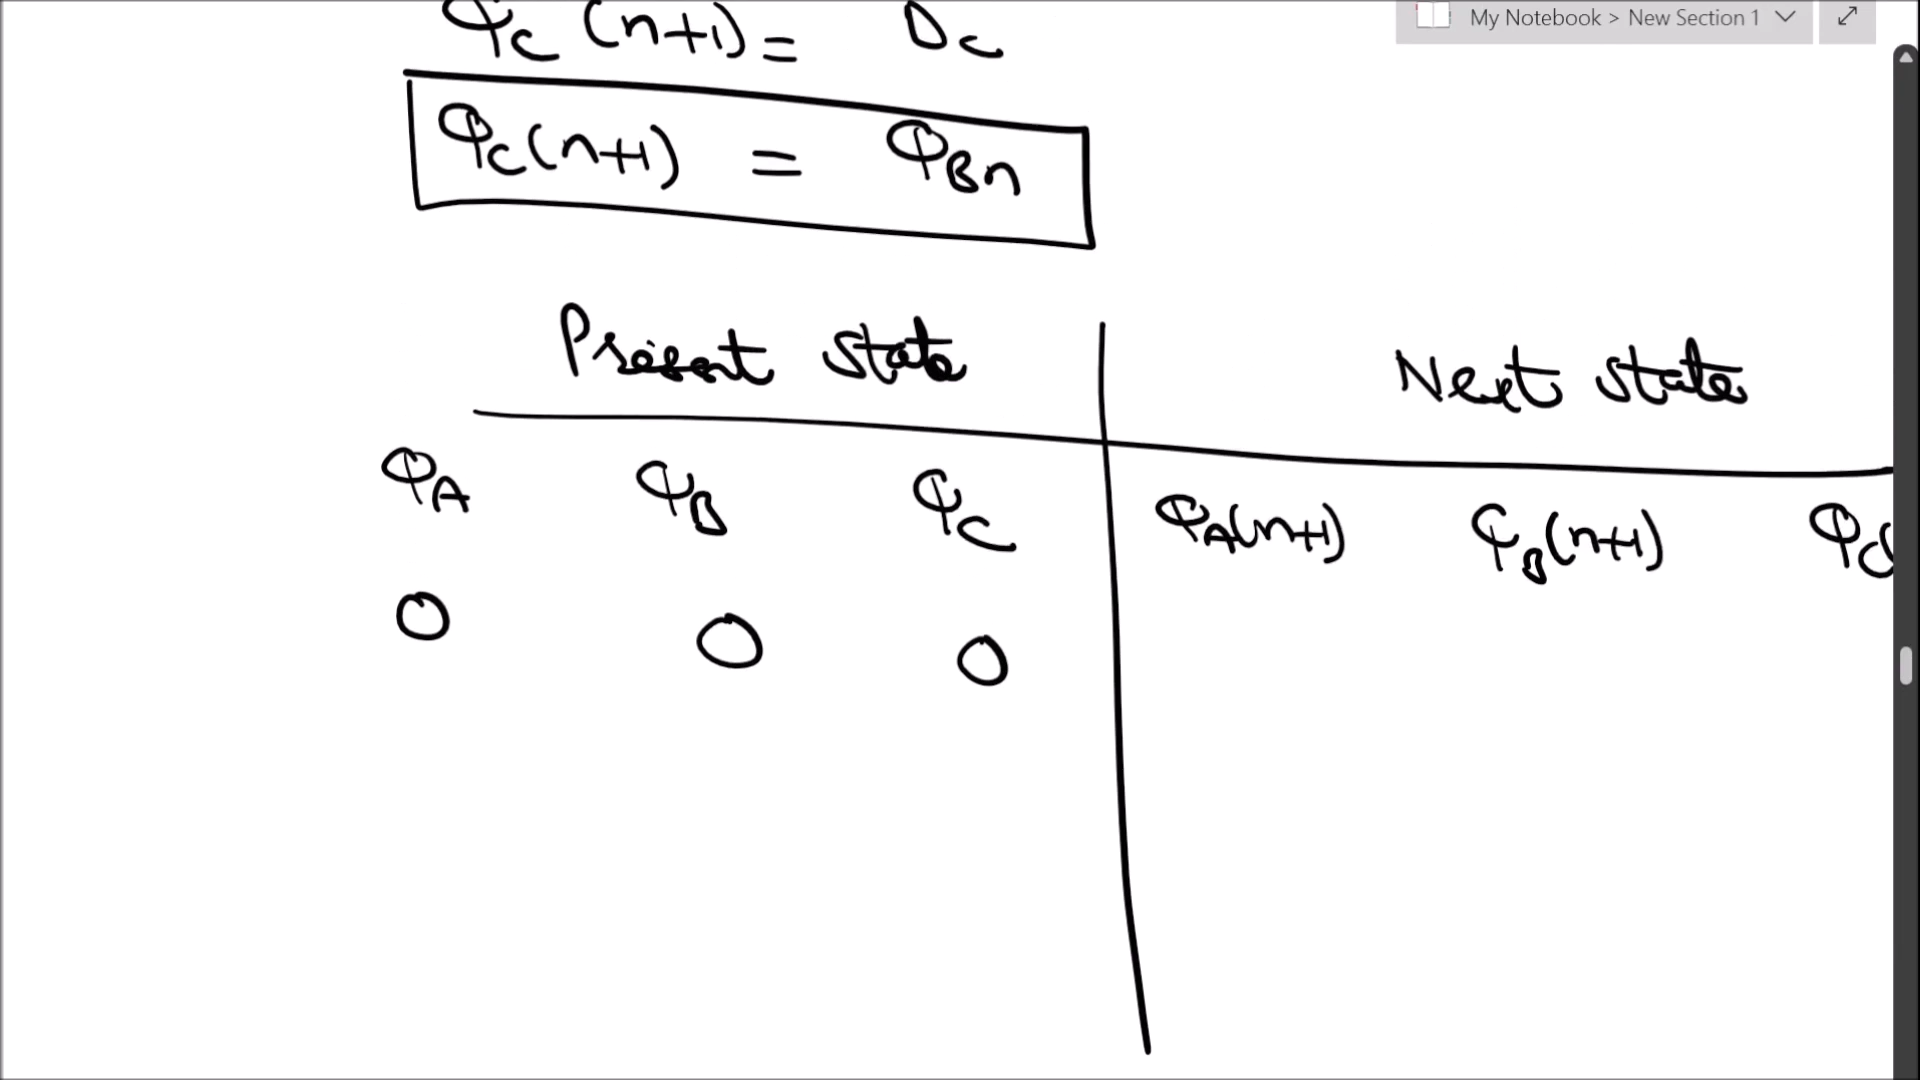 My Notebook > New Section 1
Qc (n+1) = Dc
Qc(n+1) = QBn
Present state Next state
QA QB QC QA(n+1) QB(n+1) QC
0 0 0